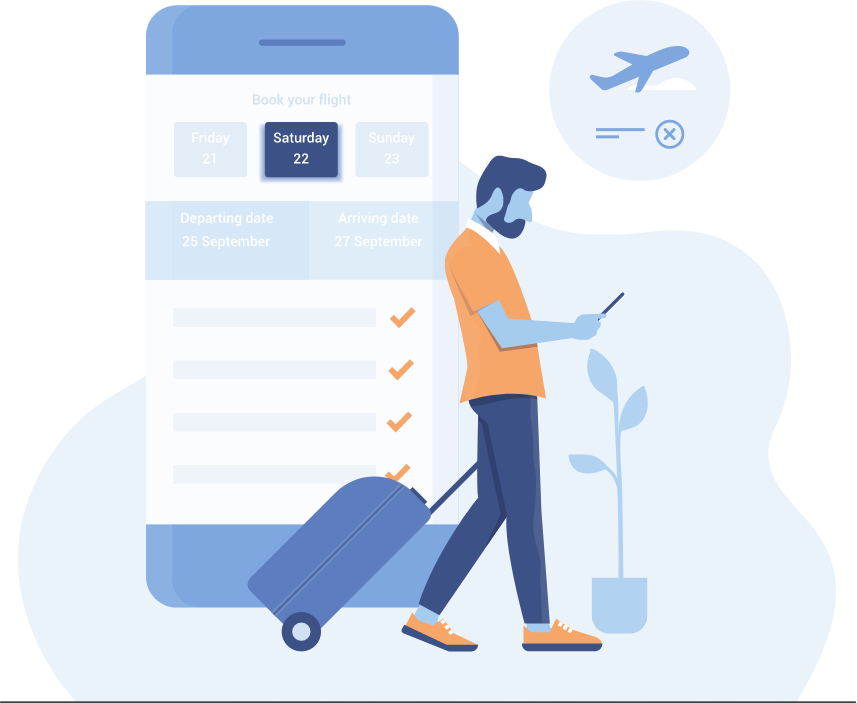 Book your flight
Friday
21
Saturday
22
Sunday
23
Departing date
25 September
Arriving date
27 September